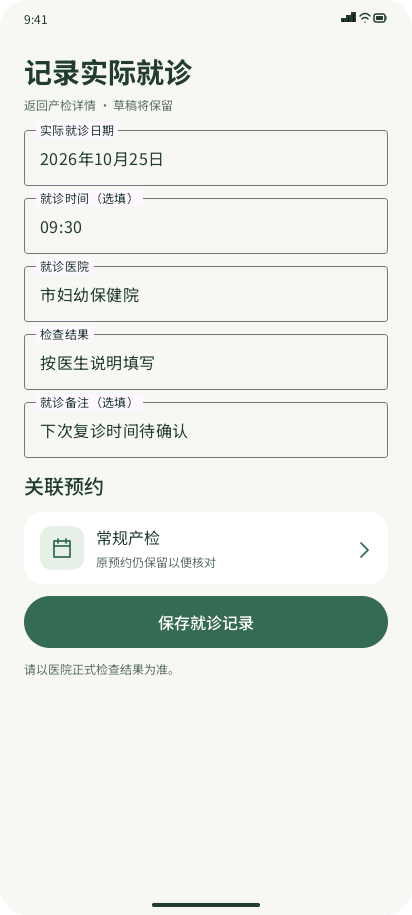 9:41
记录实际就诊
返回产检详情 · 草稿将保留
实际就诊日期
2026年10月25日
就诊时间（选填）
09:30
就诊医院
市妇幼保健院
检查结果
按医生说明填写
就诊备注（选填）
下次复诊时间待确认
关联预约
常规产检
原预约仍保留以便核对
保存就诊记录
请以医院正式检查结果为准。